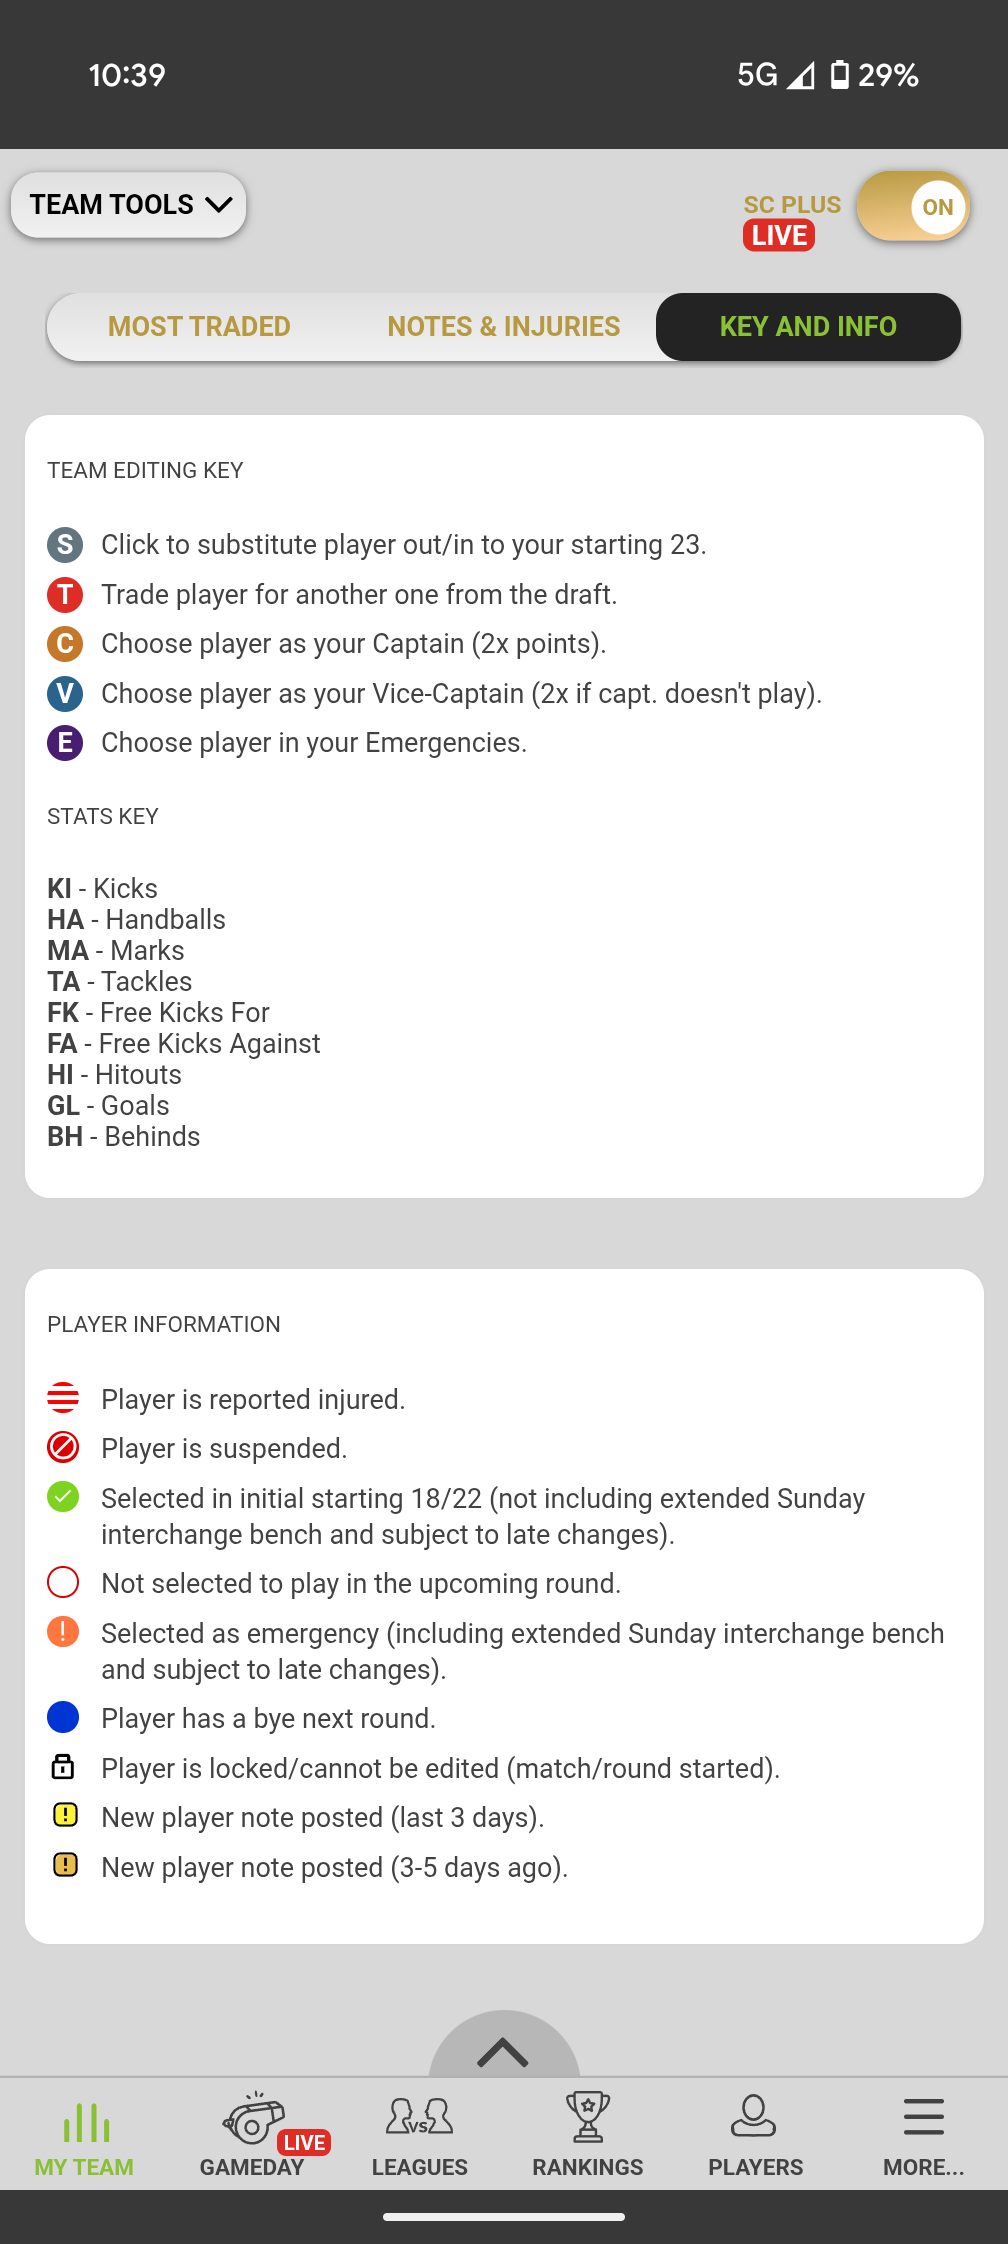 10:39
5G 29%
TEAM TOOLS
SC PLUS
LIVE
ON
MOST TRADED NOTES & INJURIES KEY AND INFO
TEAM EDITING KEY
S Click to substitute player out/in to your starting 23.
T Trade player for another one from the draft.
C Choose player as your Captain (2x points).
V Choose player as your Vice-Captain (2x if capt. doesn't play).
E Choose player in your Emergencies.
STATS KEY
KI - Kicks
HA - Handballs
MA - Marks
TA - Tackles
FK - Free Kicks For
FA - Free Kicks Against
HI - Hitouts
GL - Goals
BH - Behinds
PLAYER INFORMATION
Player is reported injured.
Player is suspended.
Selected in initial starting 18/22 (not including extended Sunday
interchange bench and subject to late changes).
Not selected to play in the upcoming round.
! Selected as emergency (including extended Sunday interchange bench
and subject to late changes).
Player has a bye next round.
Player is locked/cannot be edited (match/round started).
! New player note posted (last 3 days).
! New player note posted (3-5 days ago).
VS
LIVE
MY TEAM GAMEDAY LEAGUES RANKINGS PLAYERS MORE...